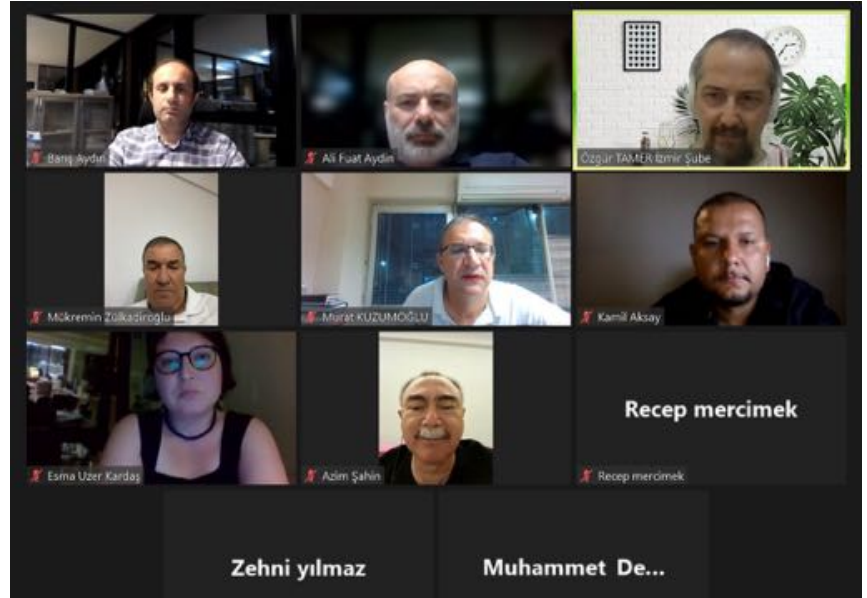 Barış Aydın
Ali Fuat Aydin
Özgür TAMER İzmir Şube
Mükremin Zülkadiroğlu
Murat KUZUMOĞLU
Kamil Aksay
Esma Uzer Kardaş
Azim Şahin
Recep mercimek
Recep mercimek
Zehni yılmaz
Muhammet De...